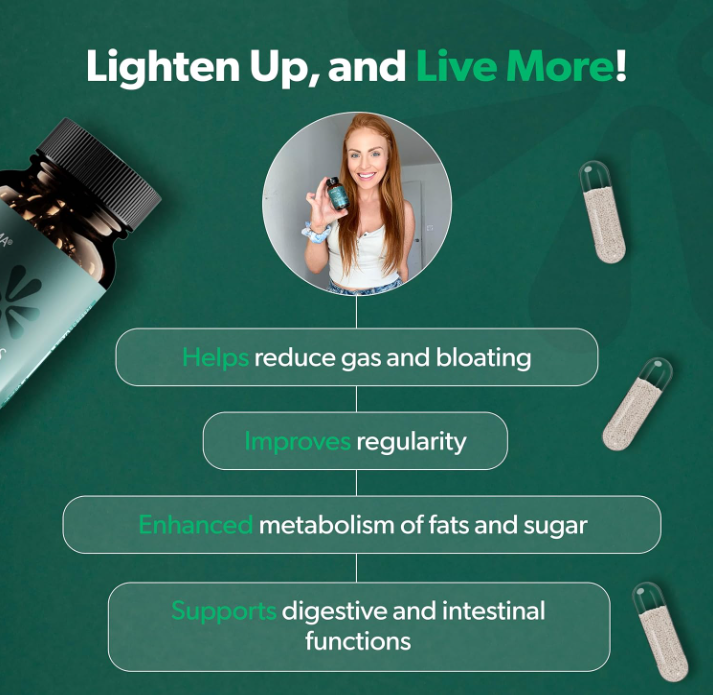 Lighten Up, and Live More!
Helps reduce gas and bloating
Improves regularity
Enhanced metabolism of fats and sugar
Supports digestive and intestinal
functions